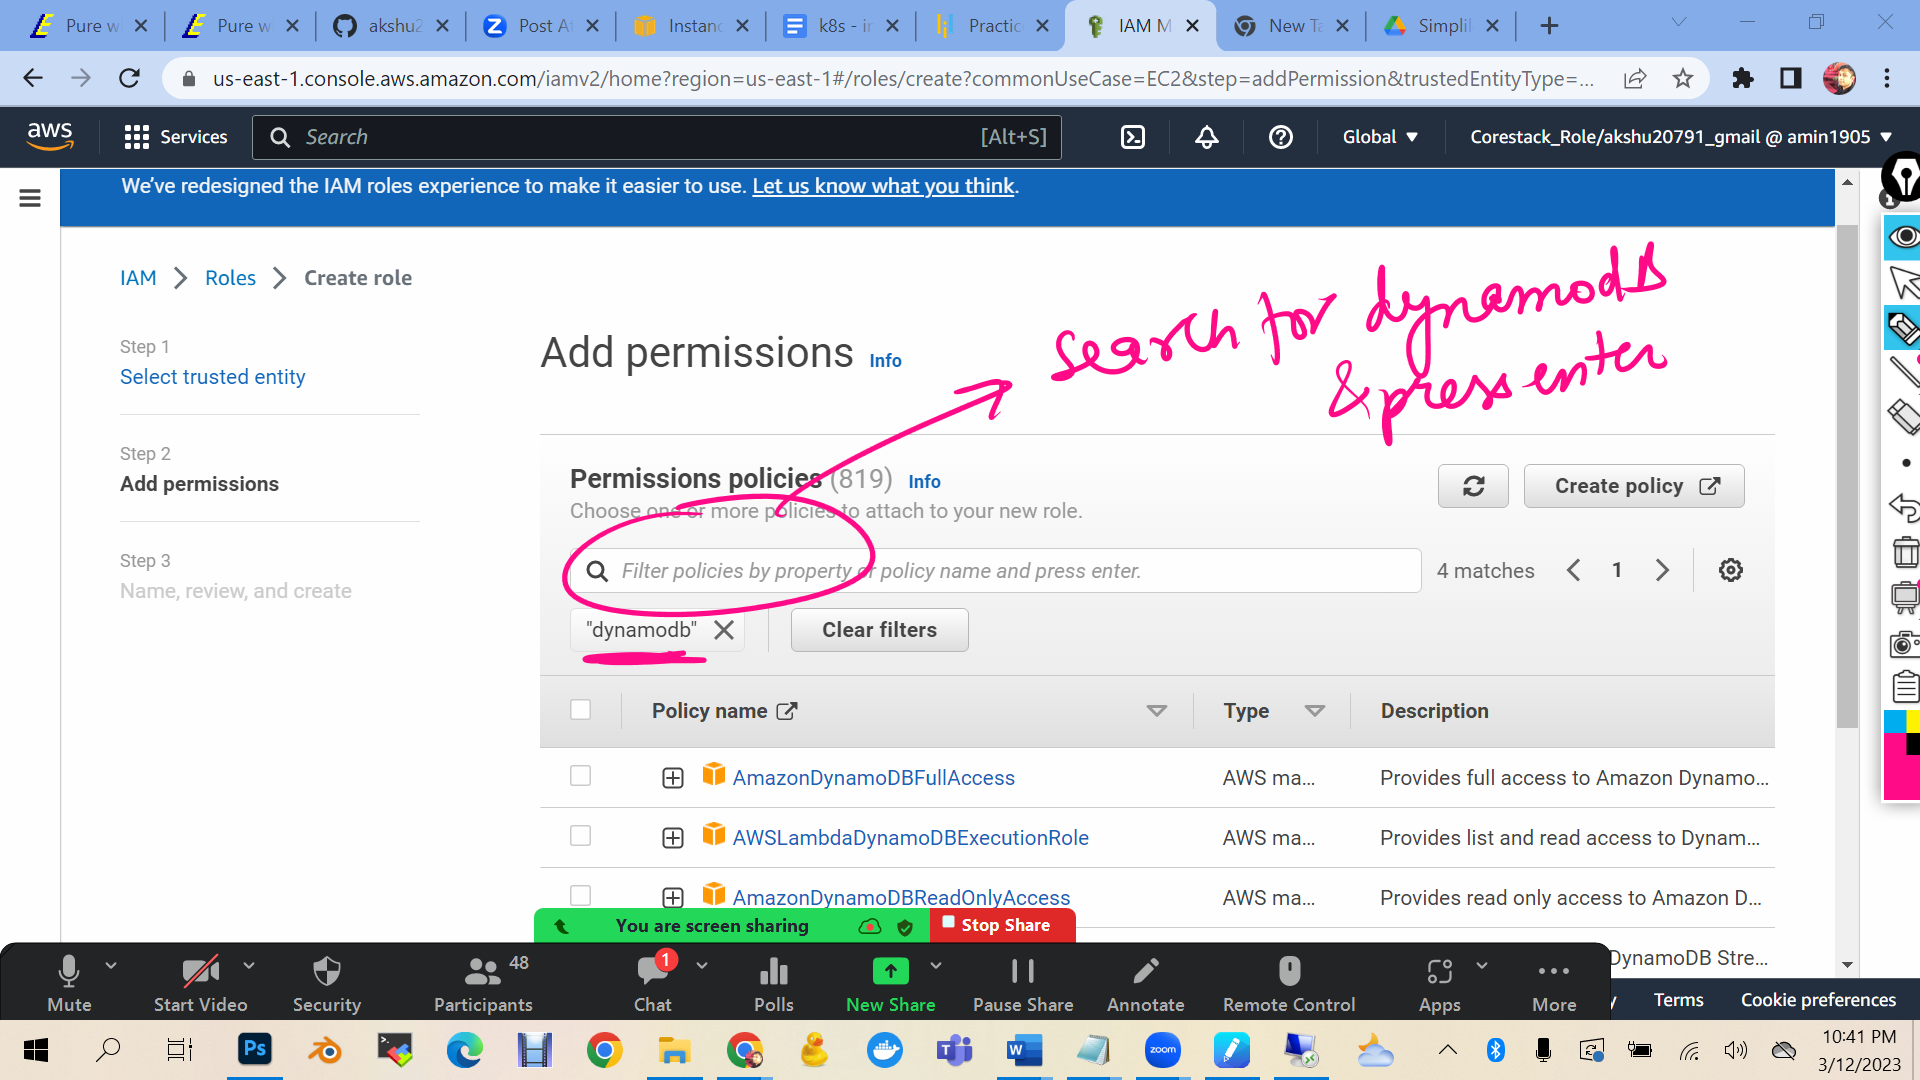 Pure w
Pure w
akshu2
Post At
Instanc
k8s - in
Practic
IAM M
New Ta
Simplil
us-east-1.console.aws.amazon.com/iamv2/home?region=us-east-1#/roles/create?commonUseCase=EC2&step=addPermission&trustedEntityType=...
aws
Services
Search
[Alt+S]
Global
Corestack_Role/akshu20791_gmail @ amin1905
We've redesigned the IAM roles experience to make it easier to use. Let us know what you think.
IAM
Roles
Create role
search for dynamodB
& press enter
Step 1
Select trusted entity
Step 2
Add permissions
Step 3
Name, review, and create
Add permissions Info
Permissions policies (819) Info
Choose one or more policies to attach to your new role.
Create policy
Filter policies by property or policy name and press enter.
4 matches
1
"dynamodb"
Clear filters
Policy name
Type
Description
AmazonDynamoDBFullAccess
AWS ma...
Provides full access to Amazon Dynamo...
AWSLambdaDynamoDBExecutionRole
AWS ma...
Provides list and read access to Dynam...
AmazonDynamoDBReadOnlyAccess
AWS ma...
Provides read only access to Amazon D...
DynamoDB Stre...
You are screen sharing
Stop Share
Mute
Start Video
Security
Participants
48
Chat
1
Polls
New Share
Pause Share
Annotate
Remote Control
Apps
More
y
Terms
Cookie preferences
Ps
W
zoom
10:41 PM
3/12/2023